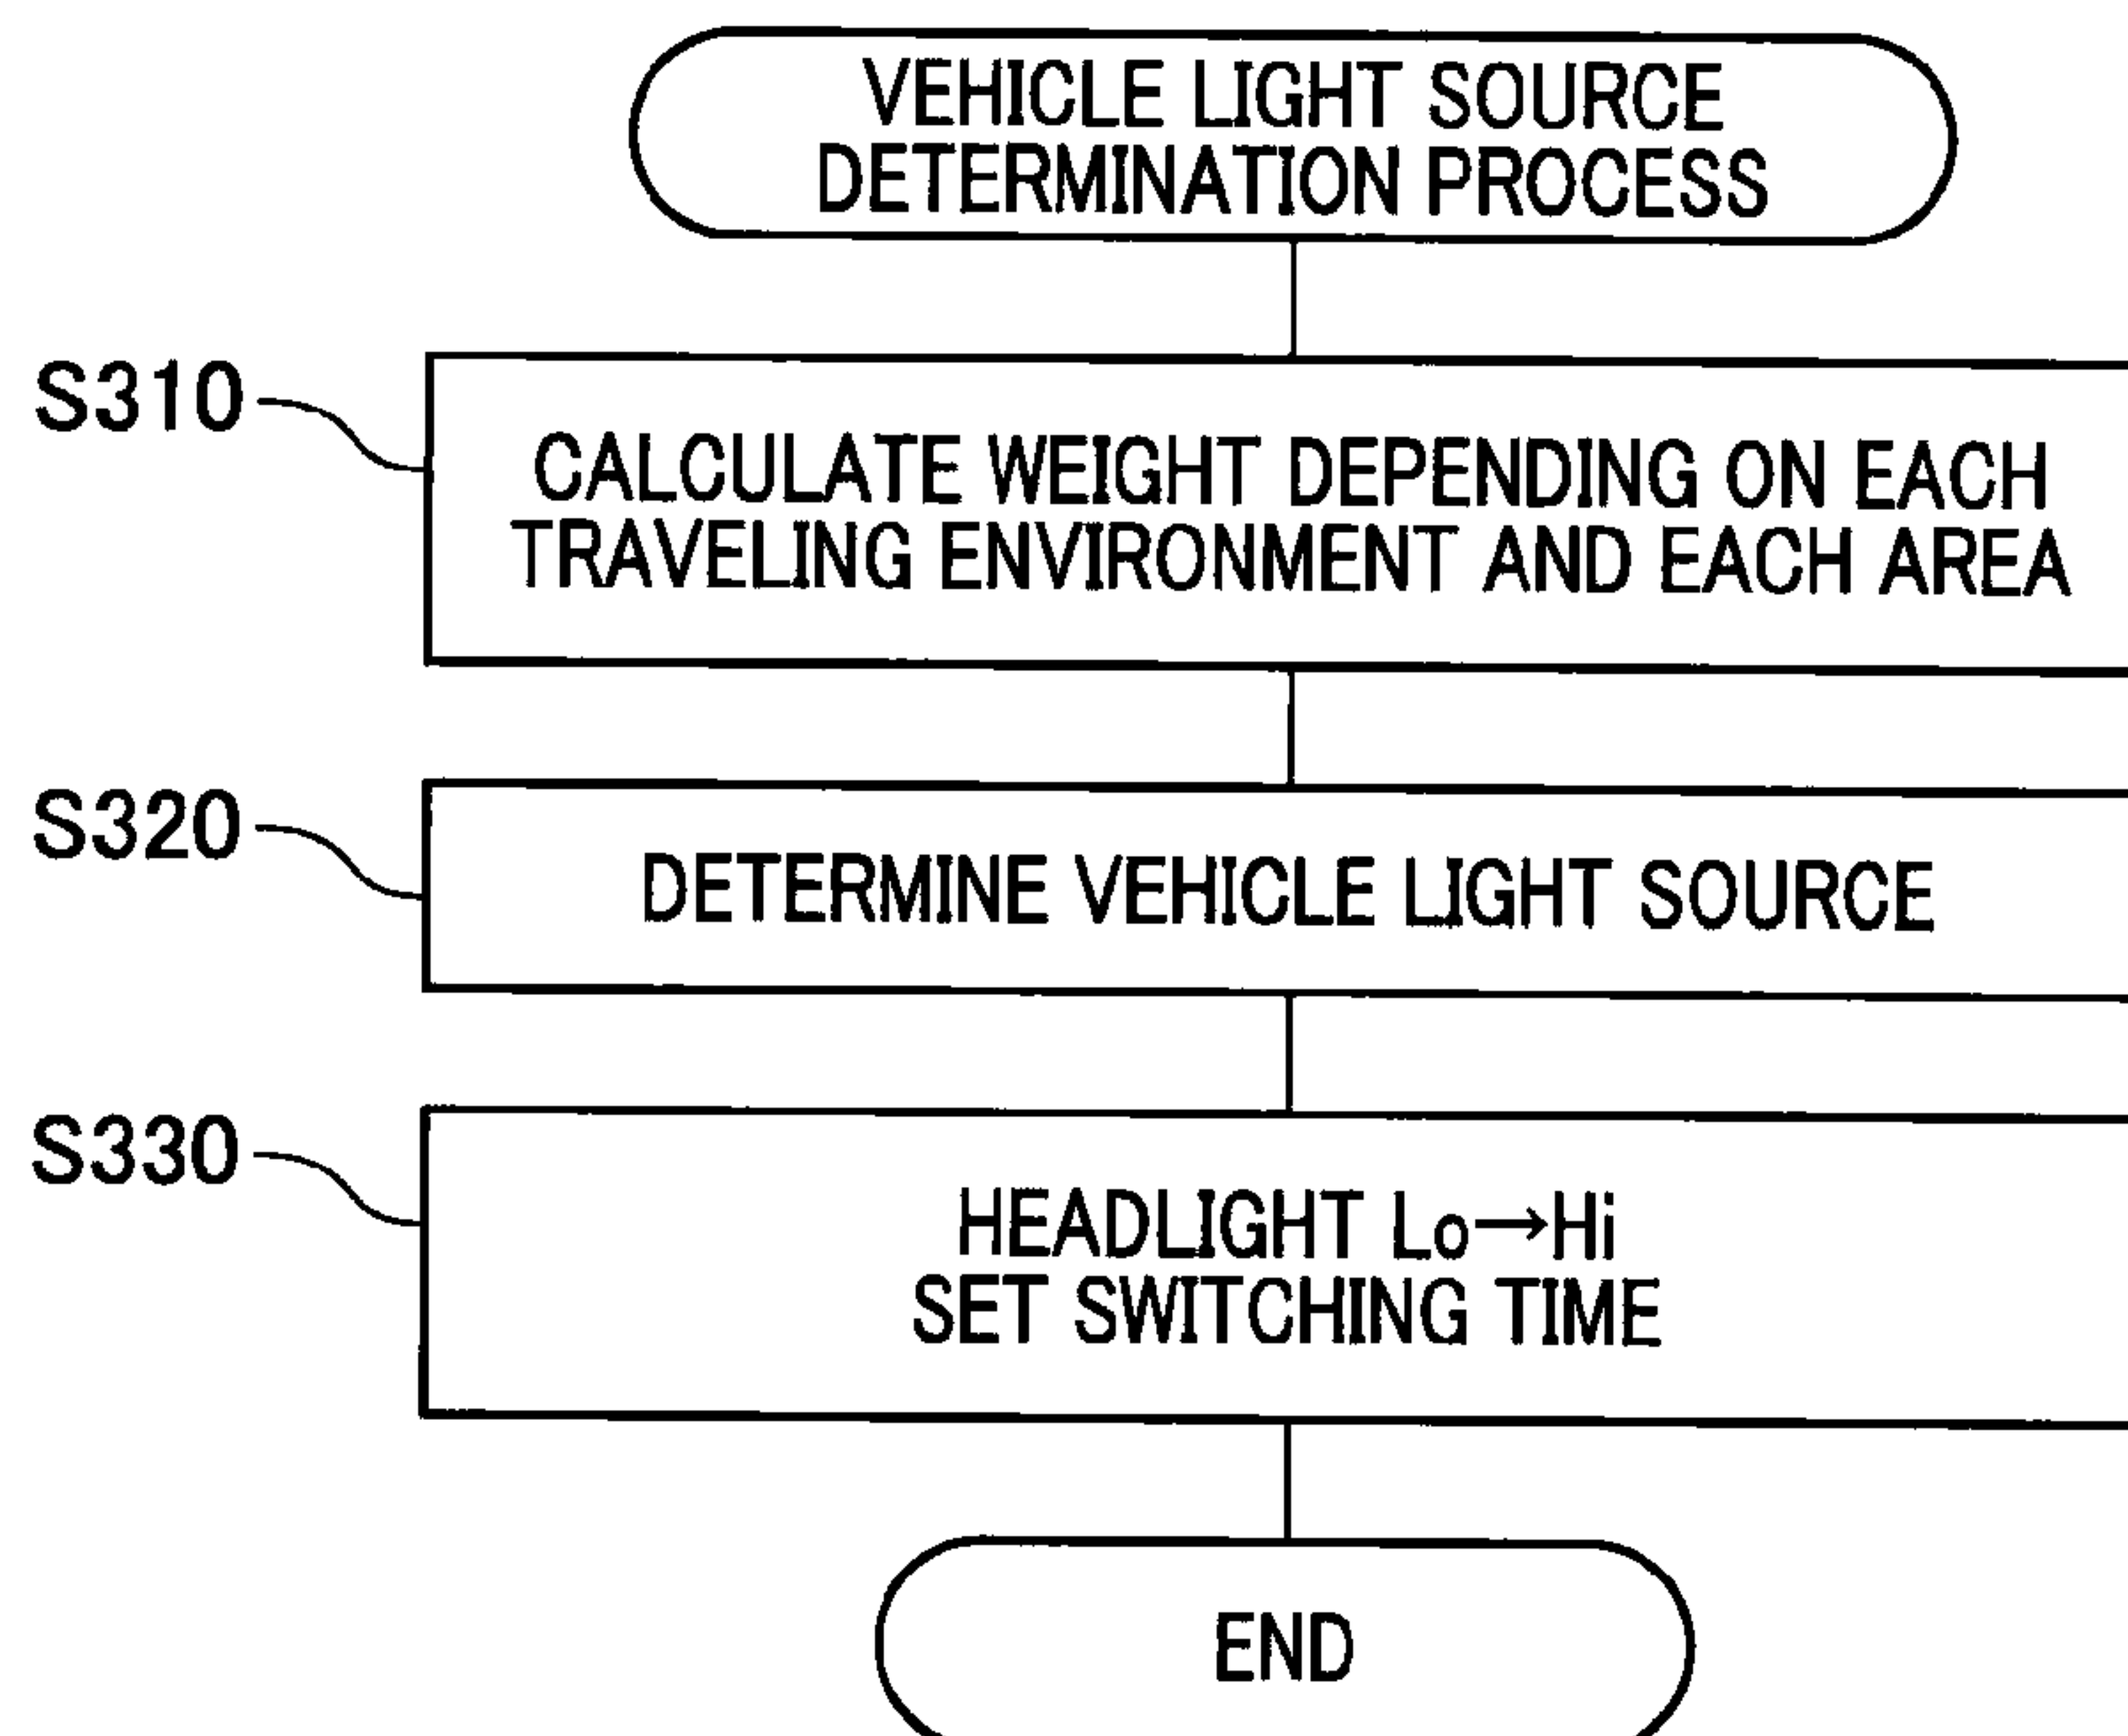 VEHICLE LIGHT SOURCE
DETERMINATION PROCESS
S310
CALCULATE WEIGHT DEPENDING ON EACH
TRAVELING ENVIRONMENT AND EACH AREA
S320
DETERMINE VEHICLE LIGHT SOURCE
S330
HEADLIGHT Lo→Hi
SET SWITCHING TIME
END